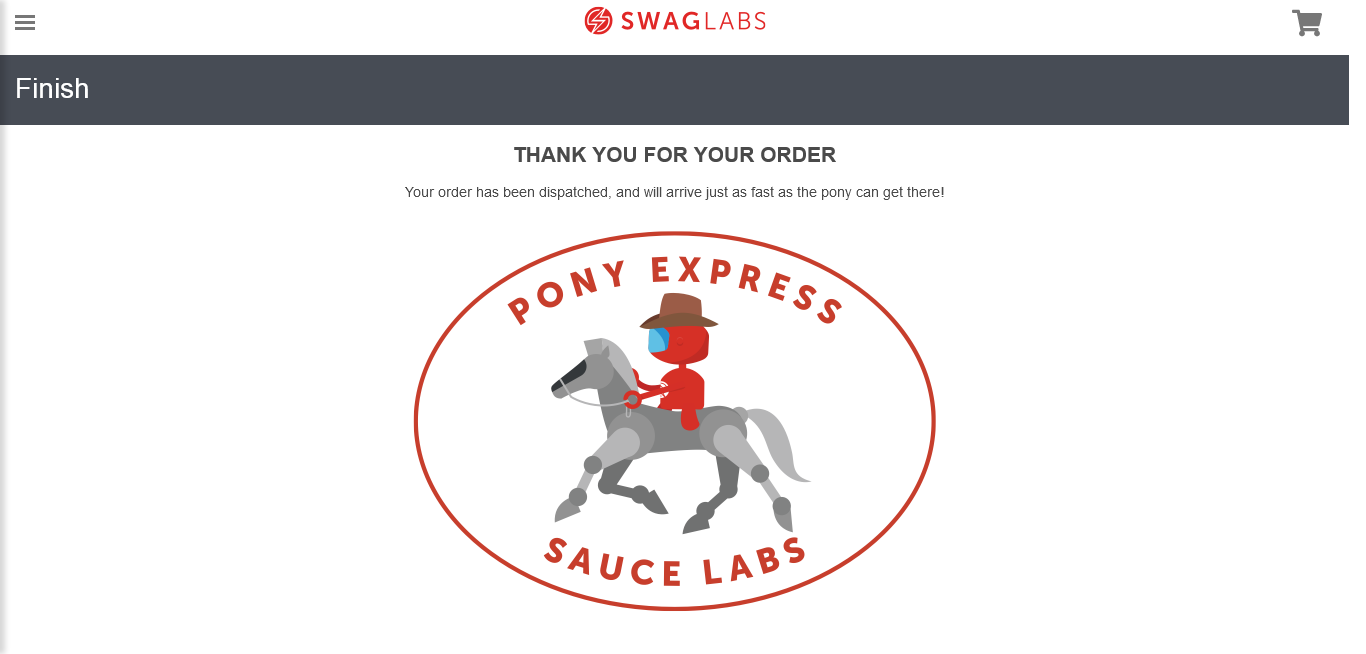 SWAGLABS
Finish
THANK YOU FOR YOUR ORDER
Your order has been dispatched, and will arrive just as fast as the pony can get there!
PONY EXPRESS
SAUCE LABS